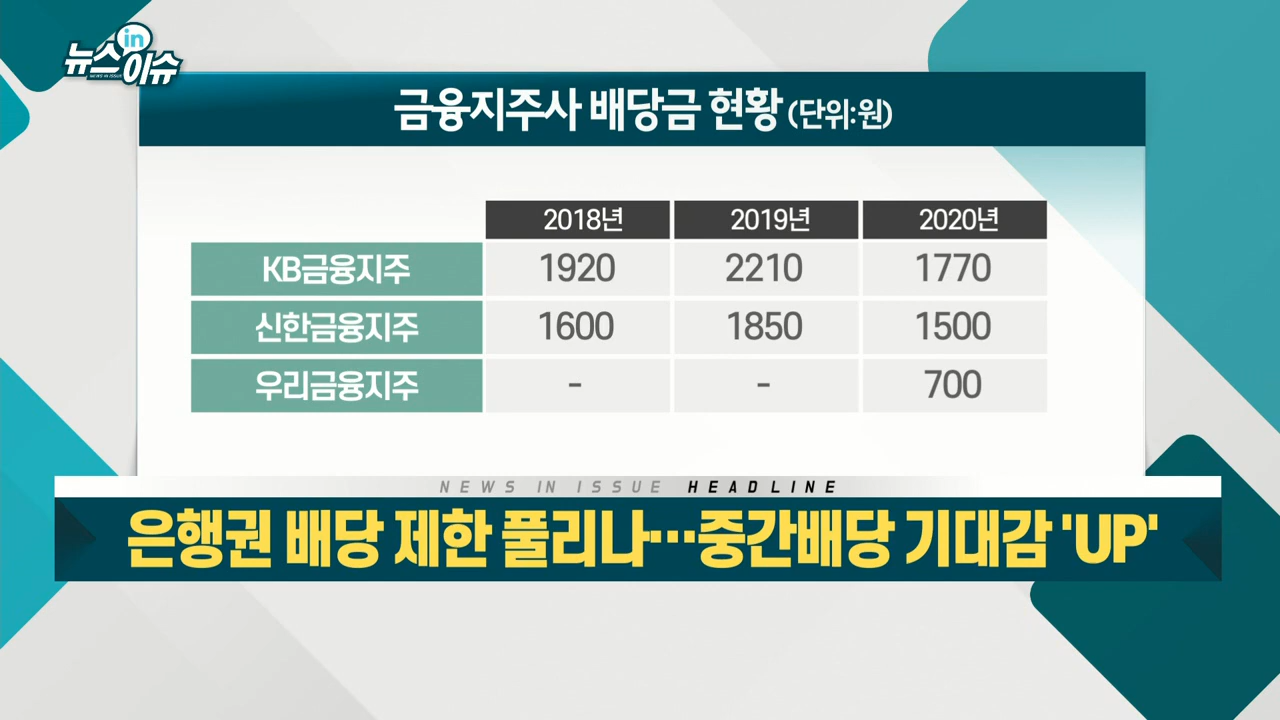 뉴스in이슈
NEWS IN ISSUE
금융지주사 배당금 현황 (단위:원)
2018년 2019년 2020년
KB금융지주 1920 2210 1770
신한금융지주 1600 1850 1500
우리금융지주 - - 700
NEWS IN ISSUE HEADLINE
은행권 배당 제한 풀리나…중간배당 기대감 'UP'